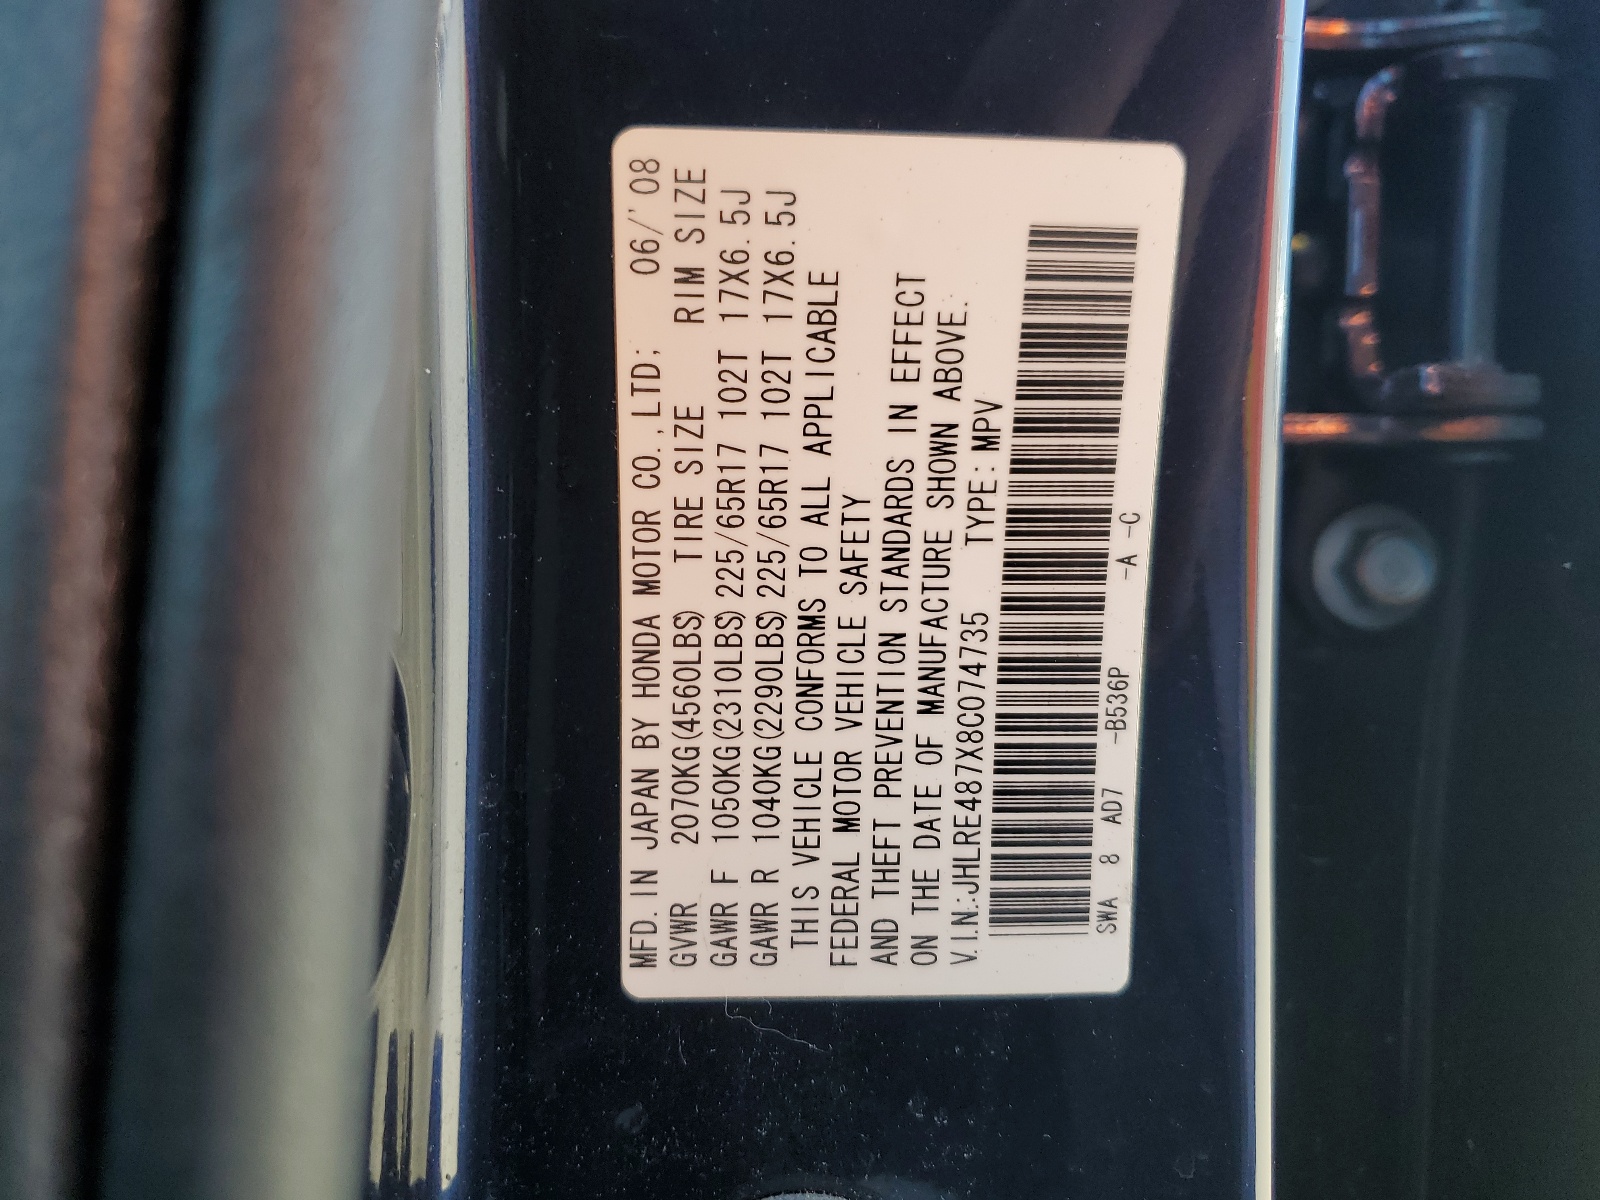 MFD. IN JAPAN BY HONDA MOTOR CO., LTD; 06/'08
GVWR 2070KG(4560LBS) TIRE SIZE RIM SIZE
GAWR F 1050KG(2310LBS) 225/65R17 102T 17X6.5J
GAWR R 1040KG(2290LBS) 225/65R17 102T 17X6.5J
THIS VEHICLE CONFORMS TO ALL APPLICABLE
FEDERAL MOTOR VEHICLE SAFETY
AND THEFT PREVENTION STANDARDS IN EFFECT
ON THE DATE OF MANUFACTURE SHOWN ABOVE.
V.I.N.:JHLRE487X8C074735 TYPE: MPV
SWA 8 AD7 -B536P -A -C